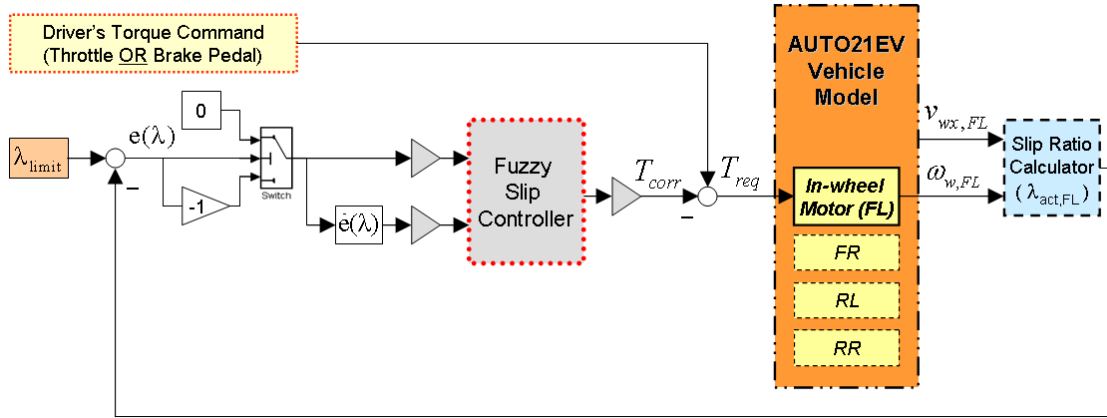 Driver's Torque Command
(Throttle OR Brake Pedal)
AUTO21EV
Vehicle
Model
λlimit
e(λ)
−
0
-1
Switch
ė(λ)
Fuzzy
Slip
Controller
Tcorr
−
Treq
In-wheel
Motor (FL)
FR
RL
RR
vwx,FL
ωw,FL
Slip Ratio
Calculator
(λact,FL)